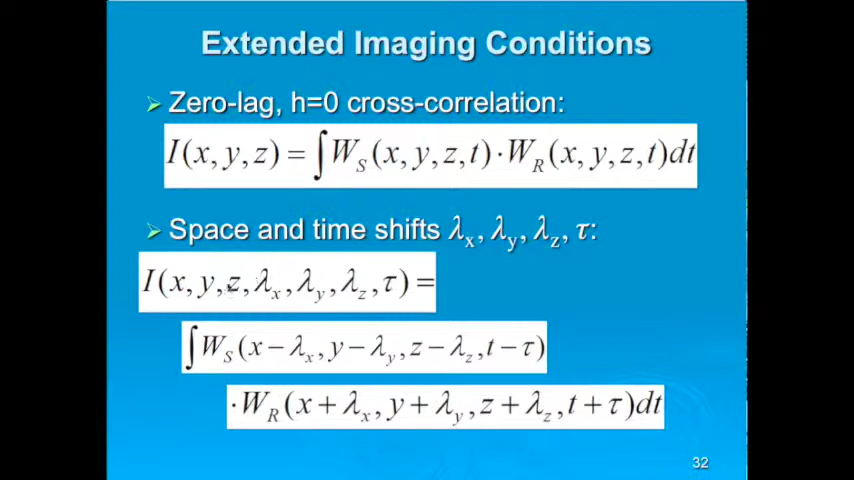 Extended Imaging Conditions
➢ Zero-lag, h=0 cross-correlation:
I(x, y, z) = ∫W_S(x, y, z, t) · W_R(x, y, z, t)dt
➢ Space and time shifts λ_x, λ_y, λ_z, τ:
I(x, y, z, λ_x, λ_y, λ_z, τ) =
∫W_S(x − λ_x, y − λ_y, z − λ_z, t − τ)
· W_R(x + λ_x, y + λ_y, z + λ_z, t + τ)dt
32